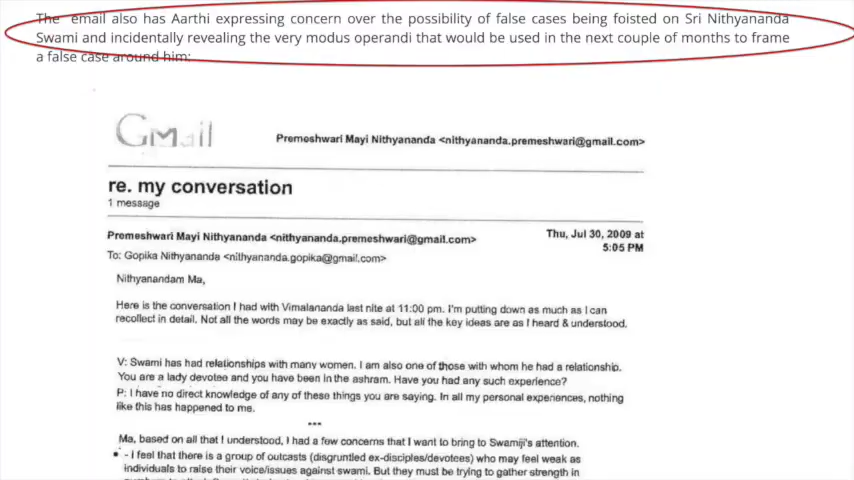 The email also has Aarthi expressing concern over the possibility of false cases being foisted on Sri Nithyananda
Swami and incidentally revealing the very modus operandi that would be used in the next couple of months to frame
a false case around him:
Gmail
Premeshwari Mayi Nithyananda <nithyananda.premeshwari@gmail.com>
re. my conversation
1 message
Premeshwari Mayi Nithyananda <nithyananda.premeshwari@gmail.com>
Thu, Jul 30, 2009 at
5:05 PM
To: Gopika Nithyananda <nithyananda.gopika@gmail.com>
Nithyanandam Ma,
Here is the conversation I had with Vimalananda last nite at 11:00 pm. I'm putting down as much as I can
recollect in detail. Not all the words may be exactly as said, but all the key ideas are as I heard & understood.
V: Swami has had relationships with many women. I am also one of those with whom he had a relationship.
You are a lady devotee and you have been in the ashram. Have you had any such experience?
P: I have no direct knowledge of any of these things you are saying. In all my personal experiences, nothing
like this has happened to me.
***
Ma, based on all that I understood, I had a few concerns that I want to bring to Swamiji's attention.
• - I feel that there is a group of outcasts (disgruntled ex-disciples/devotees) who may feel weak as
individuals to raise their voice/issues against swami. But they must be trying to gather strength in